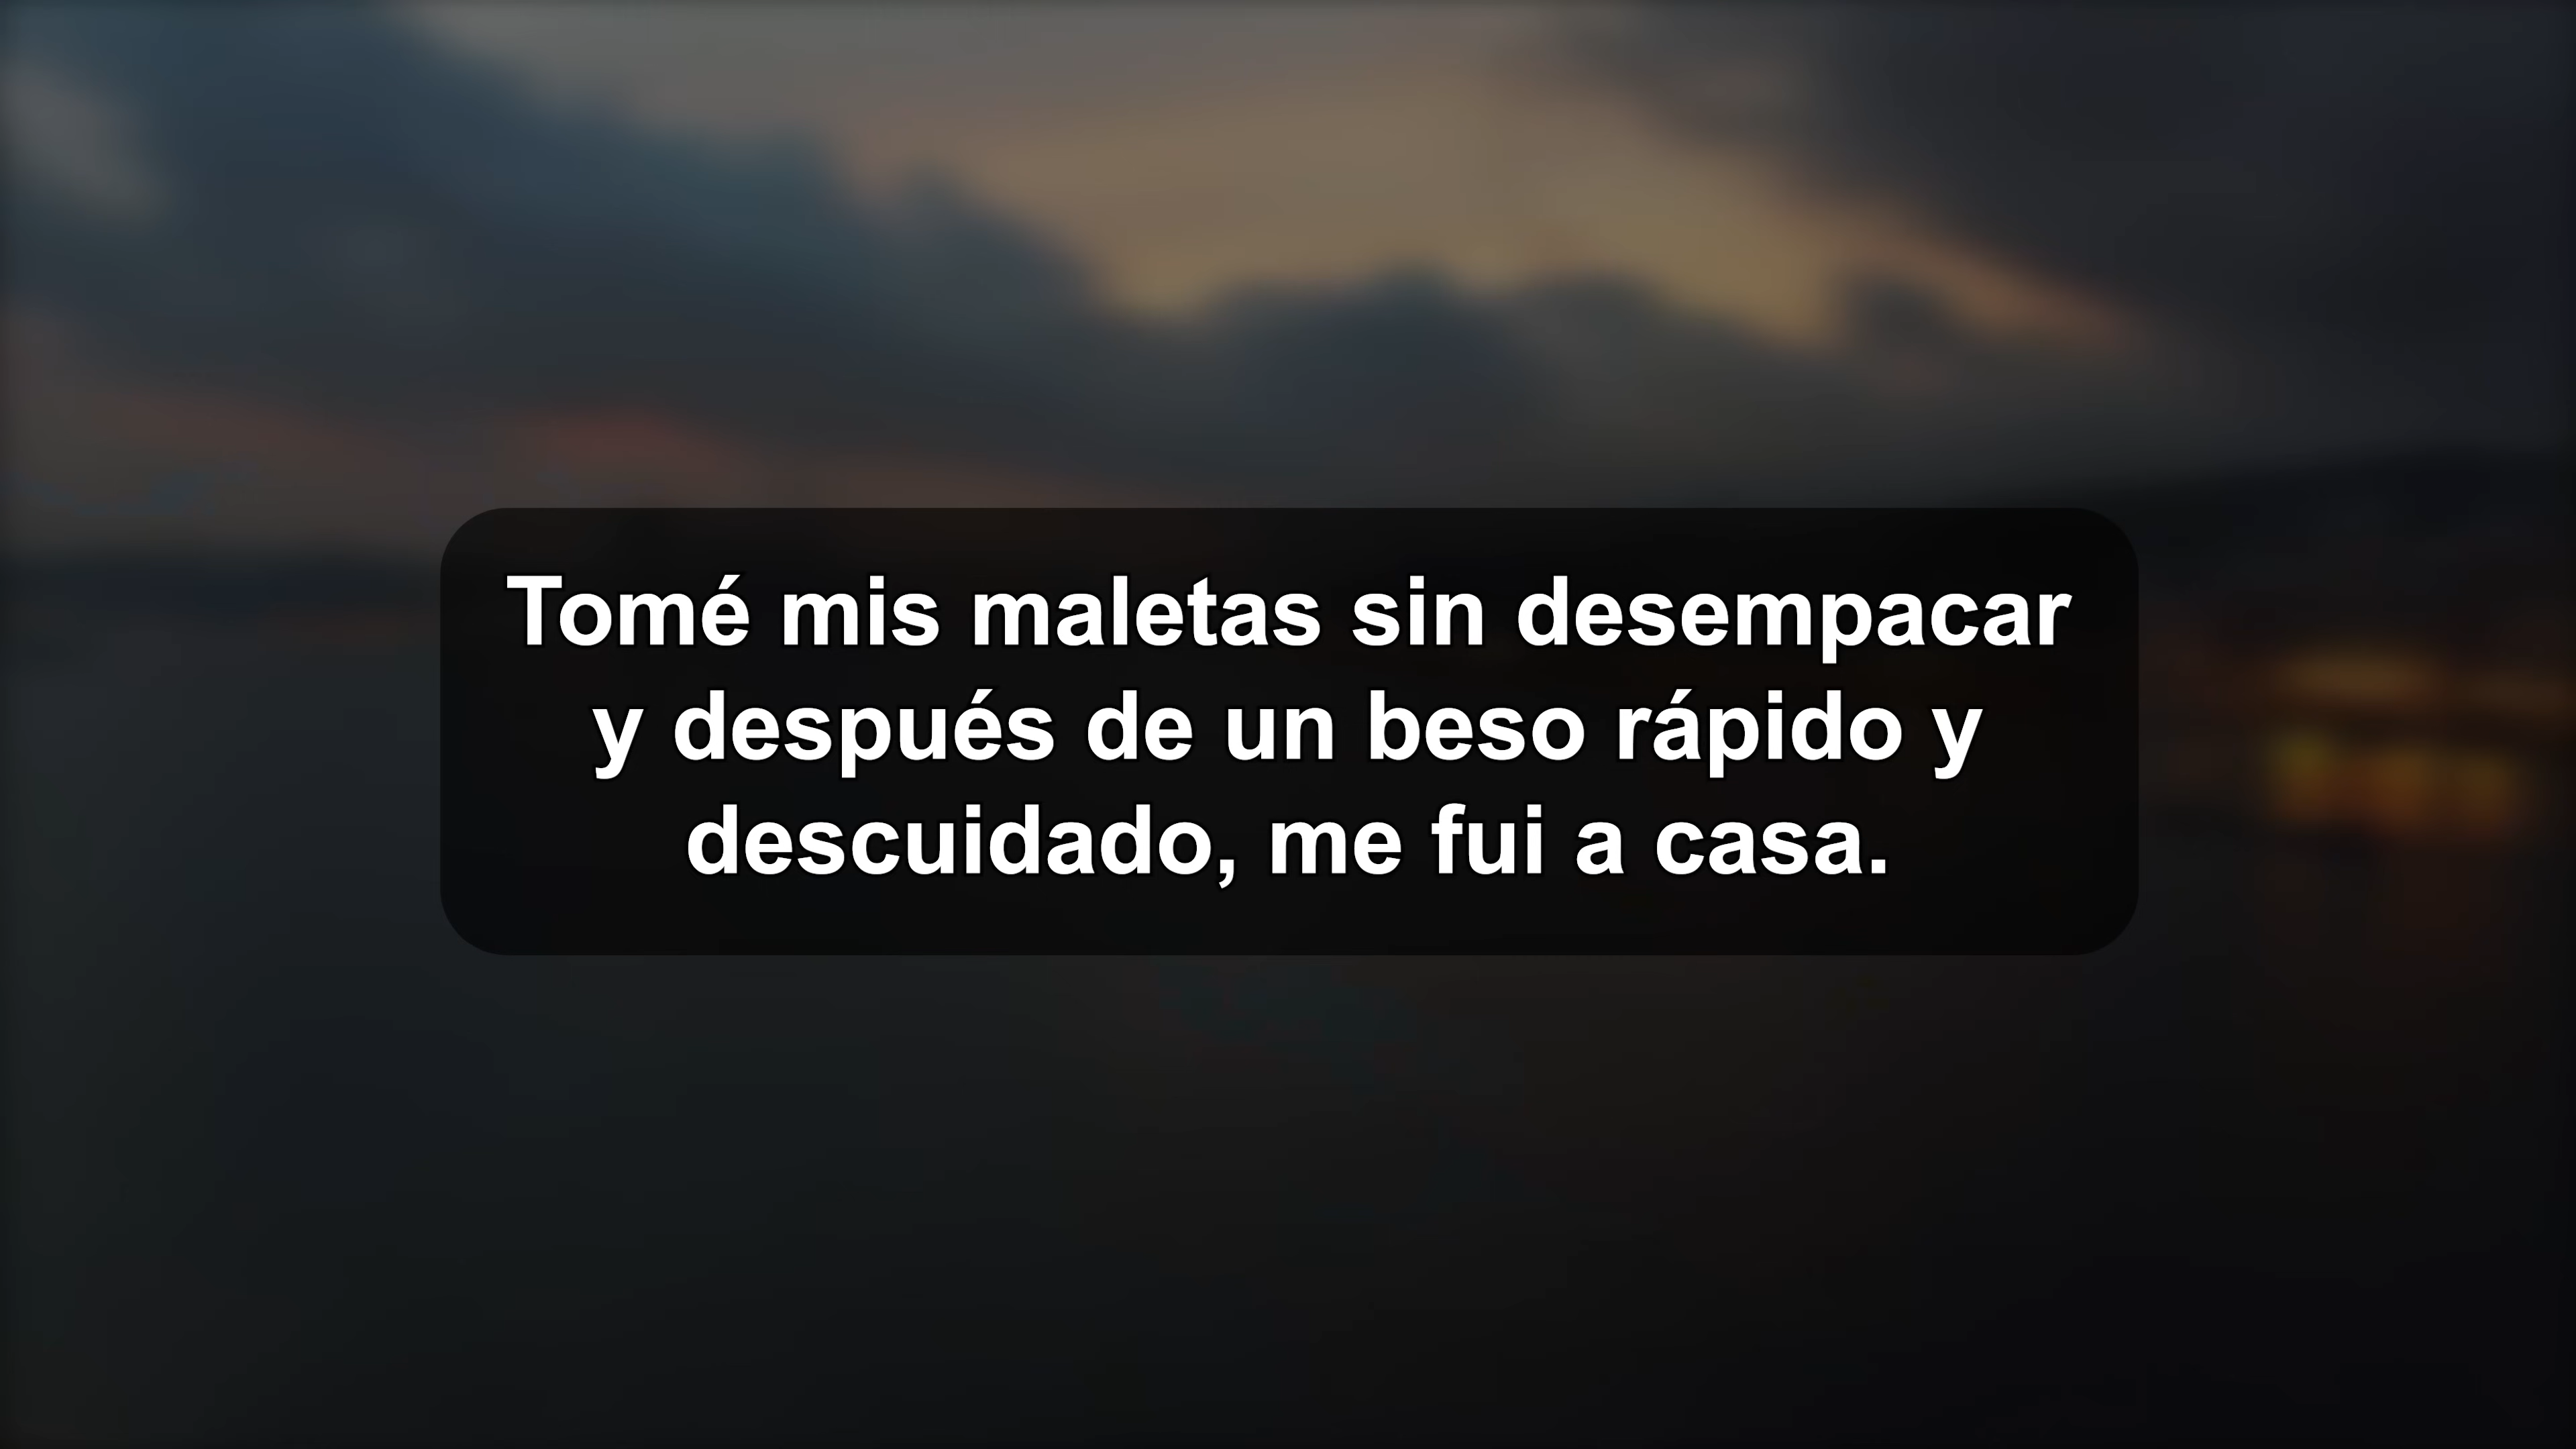 Tomé mis maletas sin desempacar
y después de un beso rápido y
descuidado, me fui a casa.